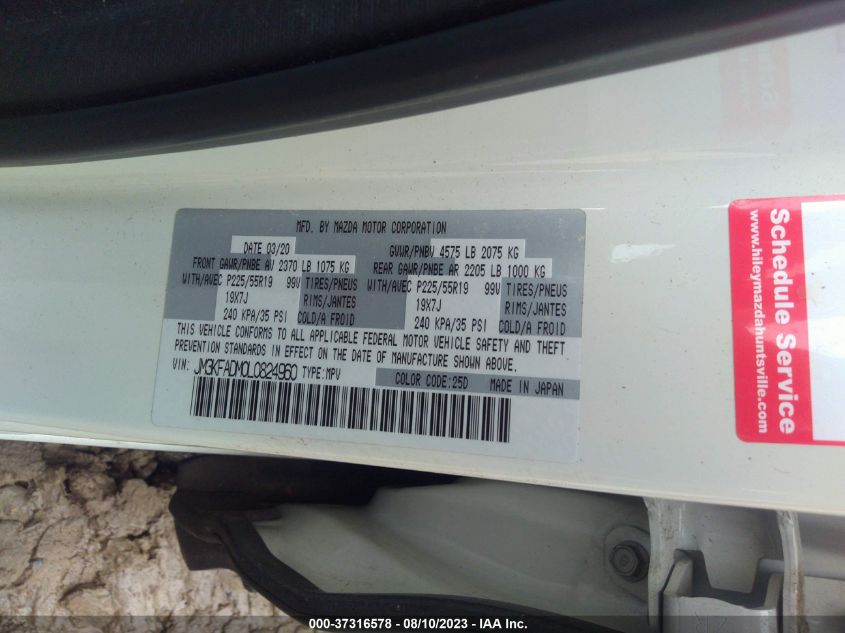 MFD. BY MAZDA MOTOR CORPORATION
DATE 03/20 GVWR/PNBV 4575 LB 2075 KG
FRONT GAWR/PNBE AV 2370 LB 1075 KG REAR GAWR/PNBE AR 2205 LB 1000 KG
WITH/AVEC P225/55R19 99V TIRES/PNEUS WITH/AVEC P225/55R19 99V TIRES/PNEUS
19X7J RIMS/JANTES 19X7J RIMS/JANTES
240 KPA/35 PSI COLD/A FROID 240 KPA/35 PSI COLD/A FROID
THIS VEHICLE CONFORMS TO ALL APPLICABLE FEDERAL MOTOR VEHICLE SAFETY AND THEFT
PREVENTION STANDARDS IN EFFECT ON THE DATE OF MANUFACTURE SHOWN ABOVE.
VIN: JM3KFADM0L0824960 TYPE:MPV
COLOR CODE:25D MADE IN JAPAN
Schedule Service
www.hileymazdahuntsville.com
000-37316578 - 08/10/2023 - IAA Inc.